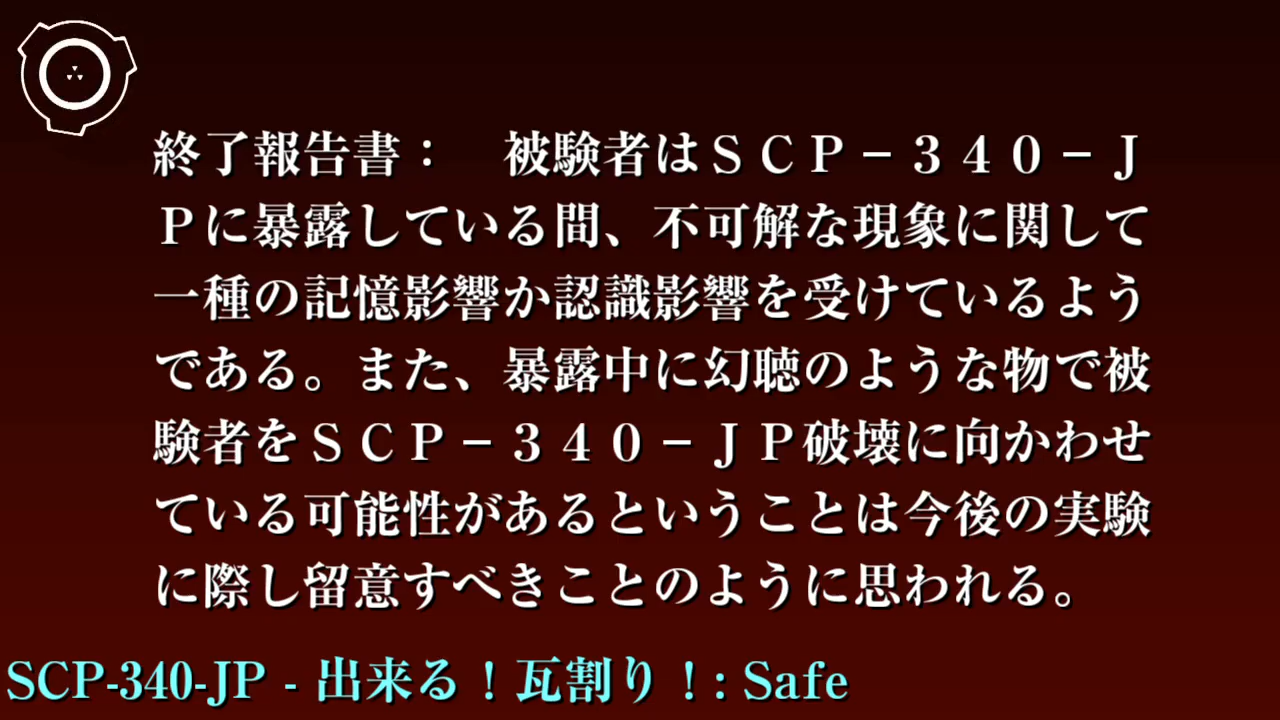 終了報告書：　被験者はＳＣＰ－３４０－Ｊ
Ｐに暴露している間、不可解な現象に関して
一種の記憶影響か認識影響を受けているよう
である。また、暴露中に幻聴のような物で被
験者をＳＣＰ－３４０－ＪＰ破壊に向かわせ
ている可能性があるということは今後の実験
に際し留意すべきことのように思われる。
SCP-340-JP - 出来る！瓦割り！: Safe